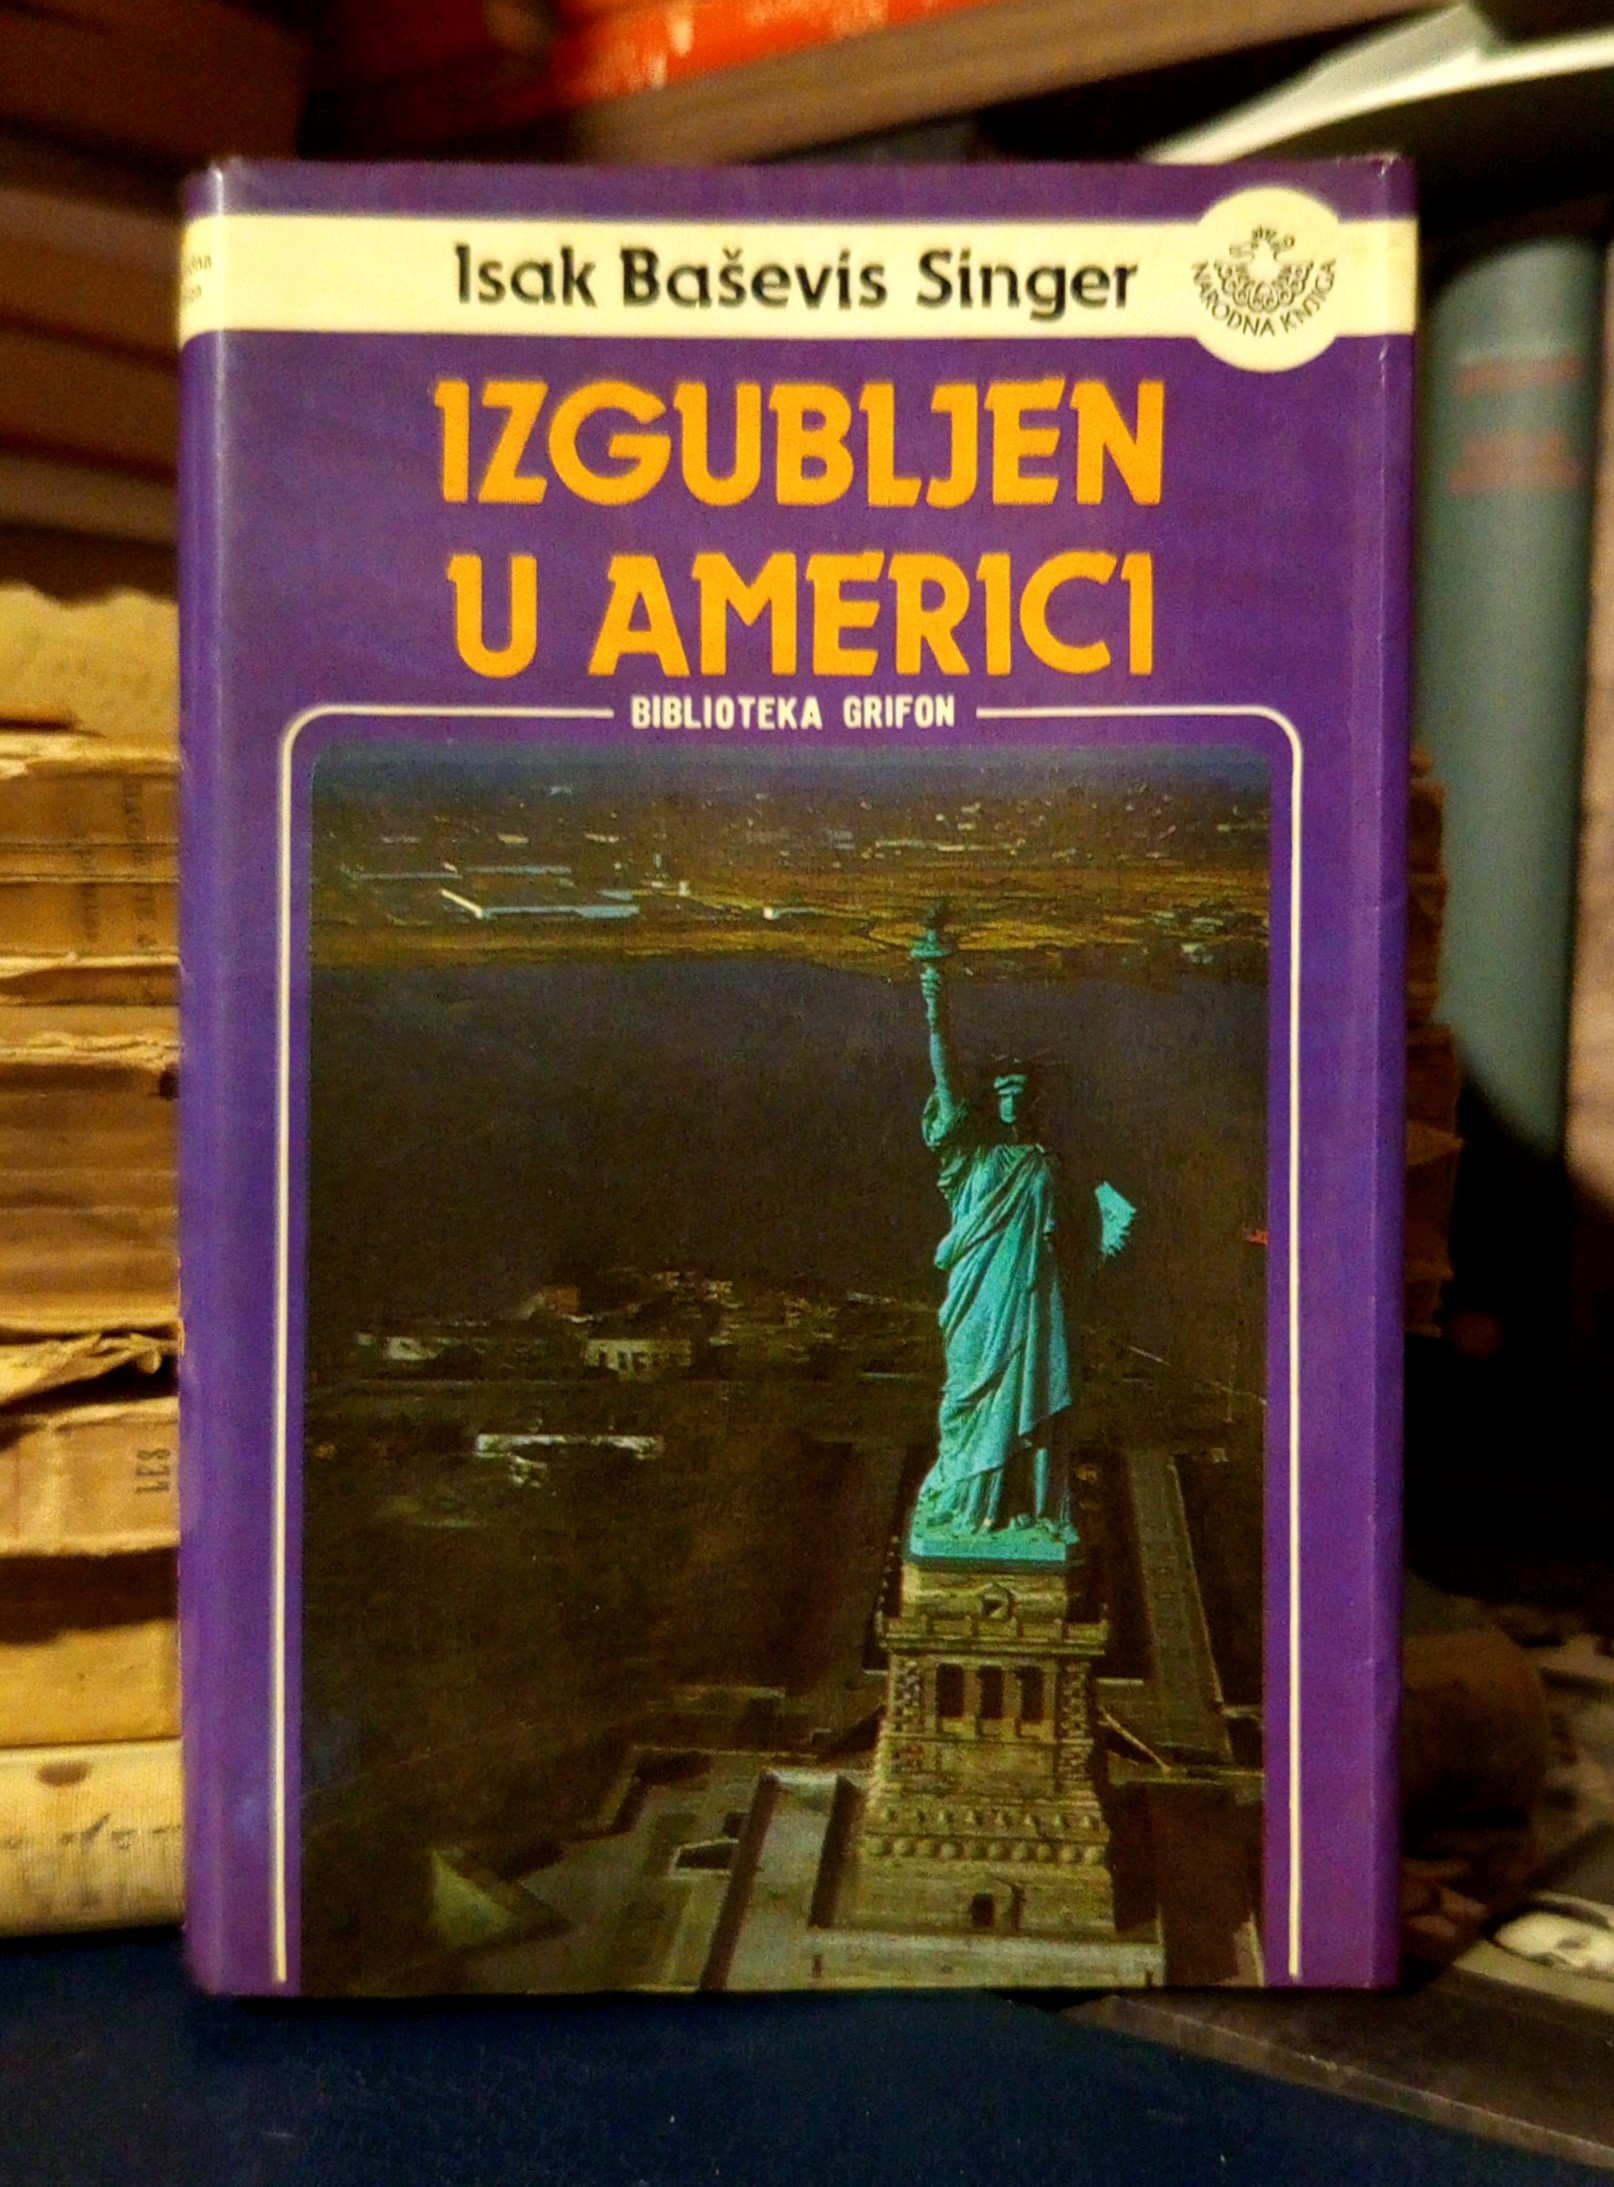 Isak Baševis Singer
NARODNA KNJIGA
IZGUBLJEN
U AMERICI
BIBLIOTEKA GRIFON